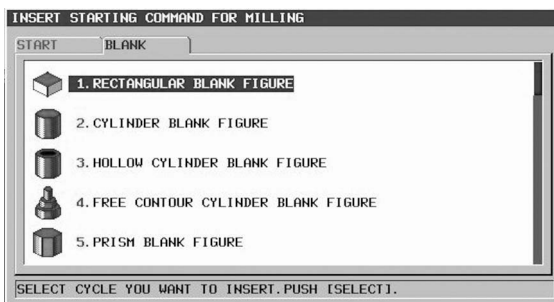 INSERT STARTING COMMAND FOR MILLING
START BLANK
1.RECTANGULAR BLANK FIGURE
2.CYLINDER BLANK FIGURE
3.HOLLOW CYLINDER BLANK FIGURE
4.FREE CONTOUR CYLINDER BLANK FIGURE
5.PRISM BLANK FIGURE
SELECT CYCLE YOU WANT TO INSERT.PUSH [SELECT].